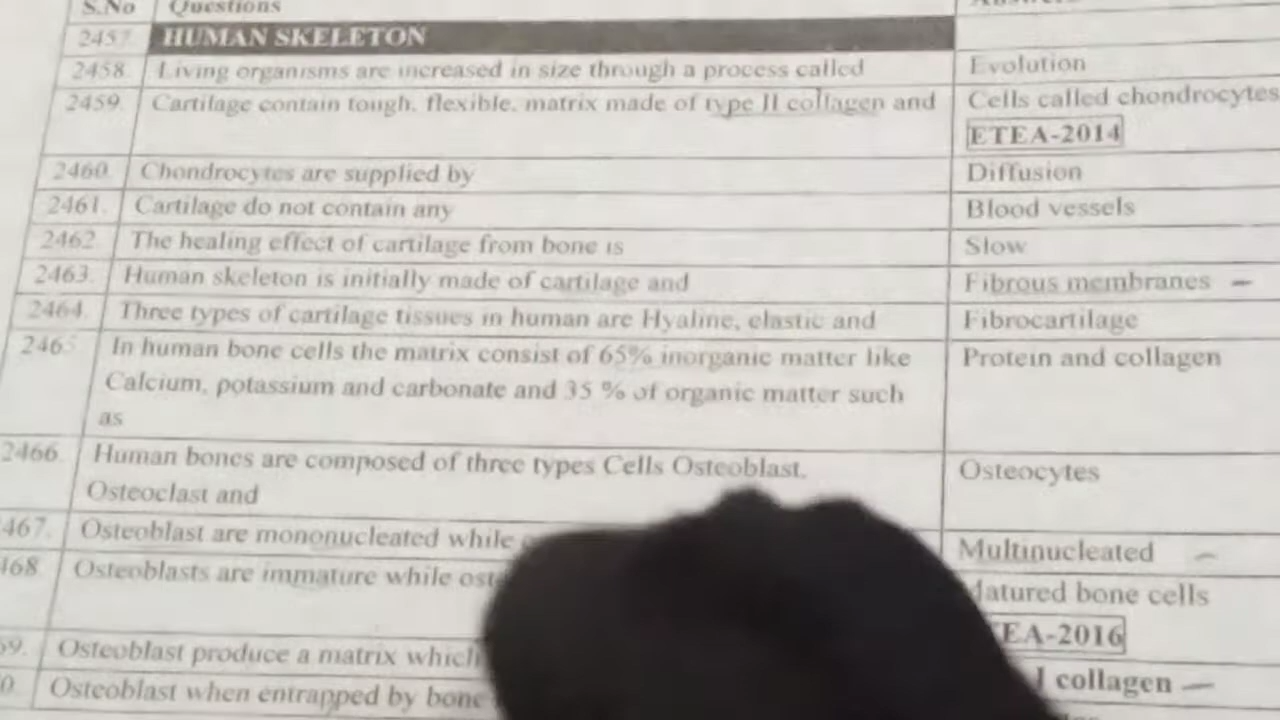 S.No Questions
2457 HUMAN SKELETON
2458. Living organisms are increased in size through a process called Evolution
2459. Cartilage contain tough, flexible, matrix made of type II collagen and Cells called chondrocytes
ETEA-2014
2460. Chondrocytes are supplied by Diffusion
2461. Cartilage do not contain any Blood vessels
2462. The healing effect of cartilage from bone is Slow
2463. Human skeleton is initially made of cartilage and Fibrous membranes
2464. Three types of cartilage tissues in human are Hyaline, elastic and Fibrocartilage
2465 In human bone cells the matrix consist of 65% inorganic matter like Protein and collagen
Calcium, potassium and carbonate and 35 % of organic matter such
as
2466. Human bones are composed of three types Cells Osteoblast, Osteocytes
Osteoclast and
467. Osteoblast are mononucleated while Multinucleated
468 Osteoblasts are immature while Matured bone cells
EA-2016
59. Osteoblast produce a matrix which I collagen
0. Osteoblast when entrapped by bone